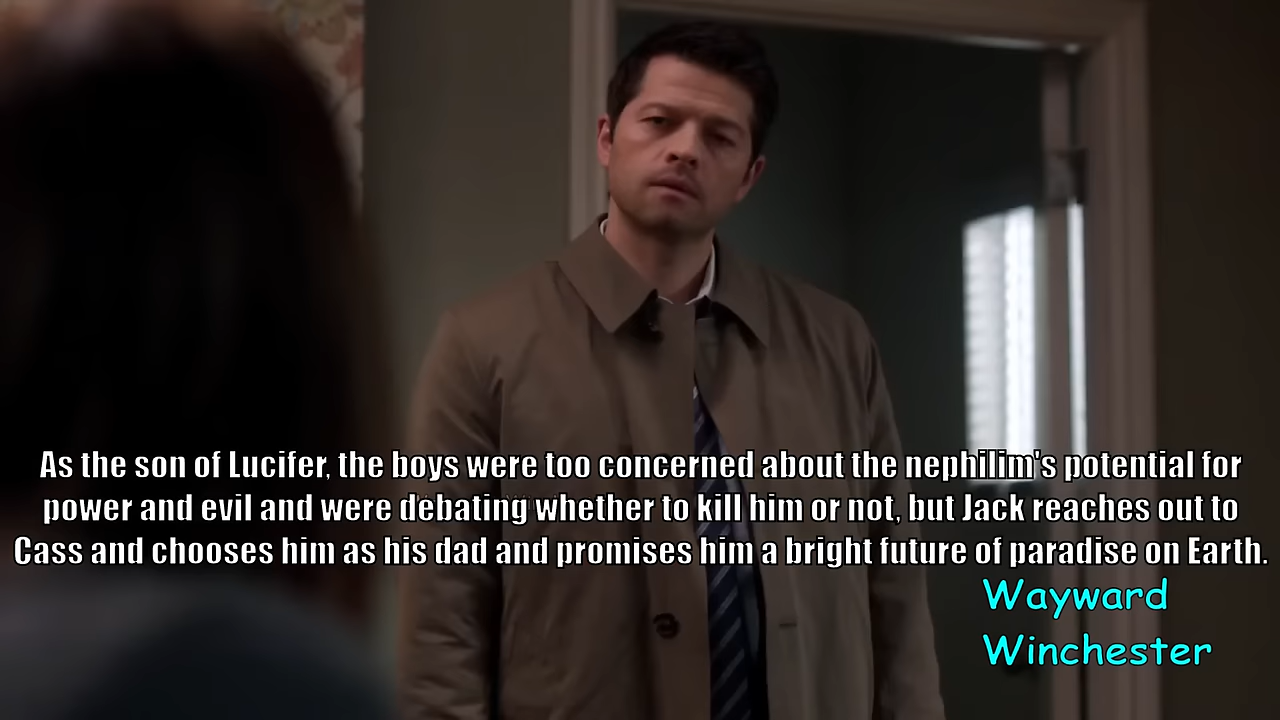 As the son of Lucifer, the boys were too concerned about the nephilim's potential for
power and evil and were debating whether to kill him or not, but Jack reaches out to
Cass and chooses him as his dad and promises him a bright future of paradise on Earth.
Wayward
Winchester